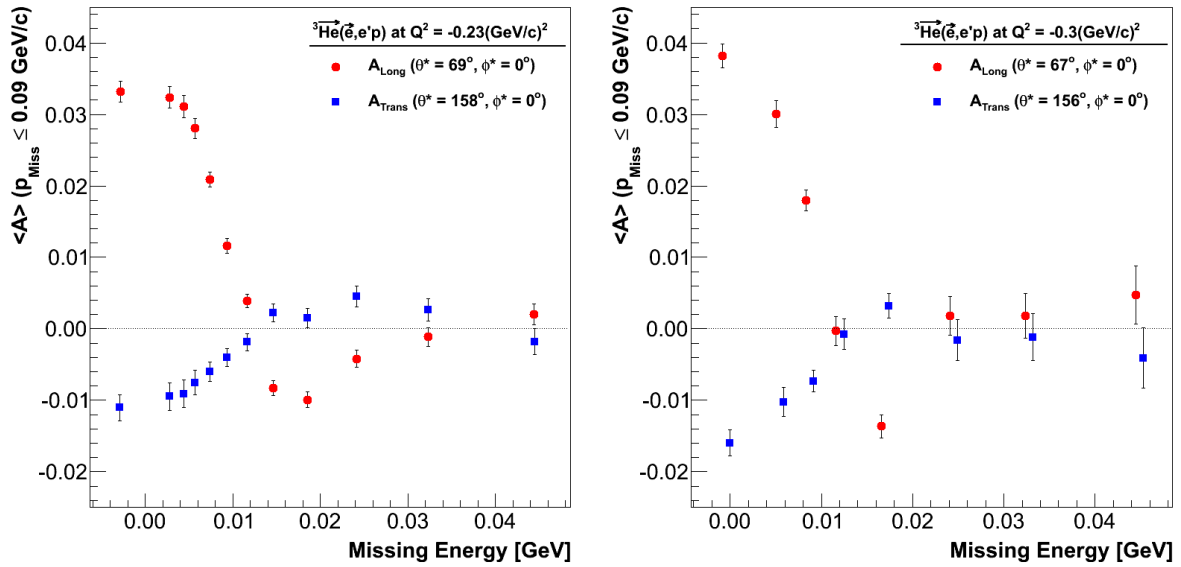 ³He(e,e'p) at Q² = -0.23(GeV/c)²
A_Long (θ* = 69°, ϕ* = 0°)
A_Trans (θ* = 158°, ϕ* = 0°)
<A> (p_Miss ≤ 0.09 GeV/c)
0.04
0.03
0.02
0.01
0.00
-0.01
-0.02
0.00 0.01 0.02 0.03 0.04
Missing Energy [GeV]
³He(e,e'p) at Q² = -0.3(GeV/c)²
A_Long (θ* = 67°, ϕ* = 0°)
A_Trans (θ* = 156°, ϕ* = 0°)
<A> (p_Miss ≤ 0.09 GeV/c)
0.04
0.03
0.02
0.01
0.00
-0.01
-0.02
0.00 0.01 0.02 0.03 0.04
Missing Energy [GeV]